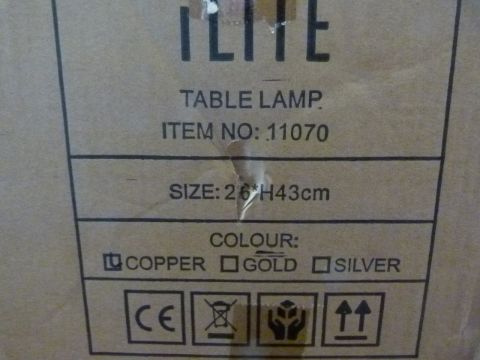 iLITE
TABLE LAMP
ITEM NO: 11070
SIZE: 26*H43cm
COLOUR:
COPPER GOLD SILVER
CE